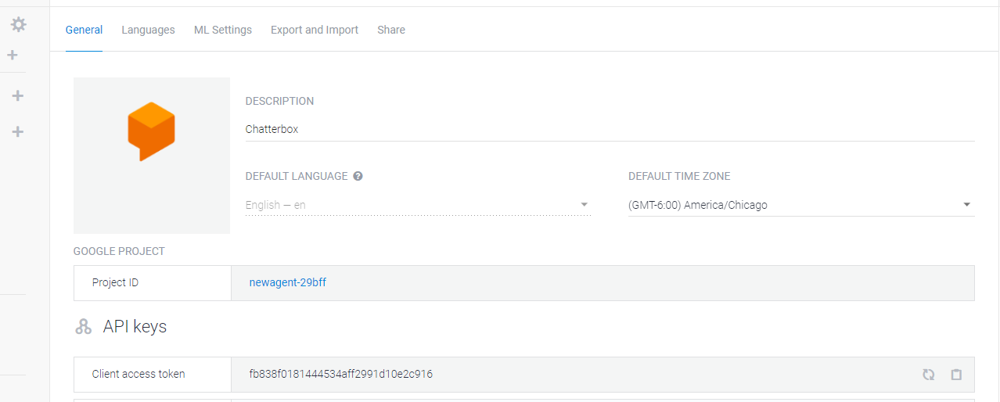 General Languages ML Settings Export and Import Share
DESCRIPTION
Chatterbox
DEFAULT LANGUAGE ? DEFAULT TIME ZONE
English — en (GMT-6:00) America/Chicago
GOOGLE PROJECT
Project ID newagent-29bff
API keys
Client access token fb838f0181444534aff2991d10e2c916